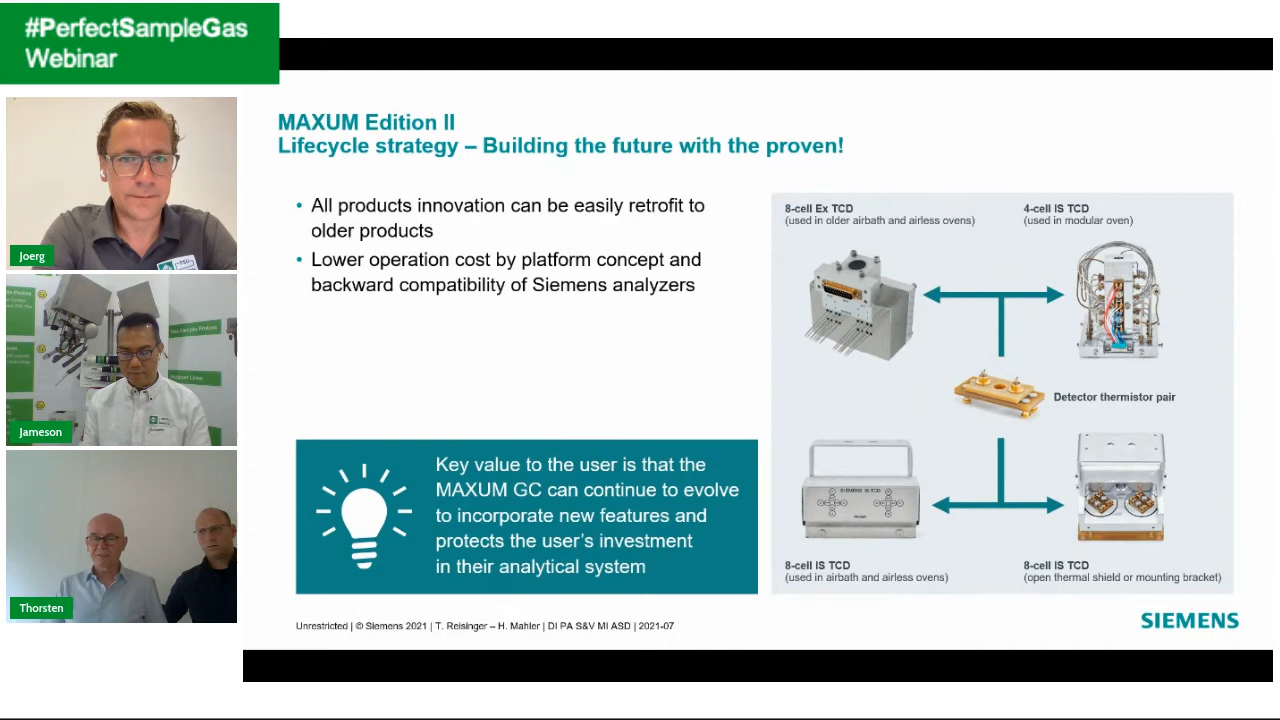 #PerfectSampleGas
Webinar
MAXUM Edition II
Lifecycle strategy – Building the future with the proven!
• All products innovation can be easily retrofit to
older products
• Lower operation cost by platform concept and
backward compatibility of Siemens analyzers
8-cell Ex TCD
(used in older airbath and airless ovens)
4-cell IS TCD
(used in modular oven)
Detector thermistor pair
SIEMENS IS TCD
8-cell IS TCD
(used in airbath and airless ovens)
8-cell IS TCD
(open thermal shield or mounting bracket)
Key value to the user is that the
MAXUM GC can continue to evolve
to incorporate new features and
protects the user's investment
in their analytical system
Unrestricted | © Siemens 2021 | T. Reisinger – H. Mahler | DI PA S&V MI ASD | 2021-07
SIEMENS
Joerg
Gas Sample Probes
Jameson
Thorsten